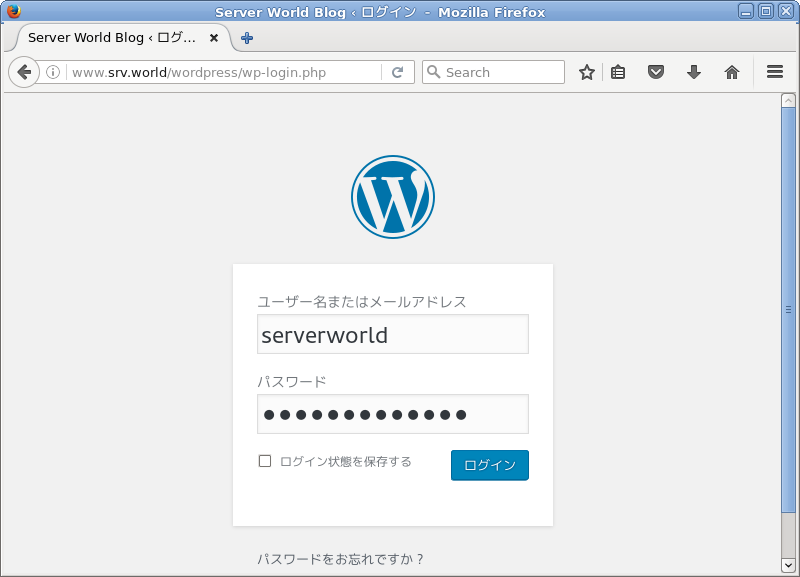 Server World Blog ‹ ログイン - Mozilla Firefox
Server World Blog ‹ ログ...
www.srv.world/wordpress/wp-login.php
Search
ユーザー名またはメールアドレス
serverworld
パスワード
●●●●●●●●●●●●●
ログイン状態を保存する
ログイン
パスワードをお忘れですか ?